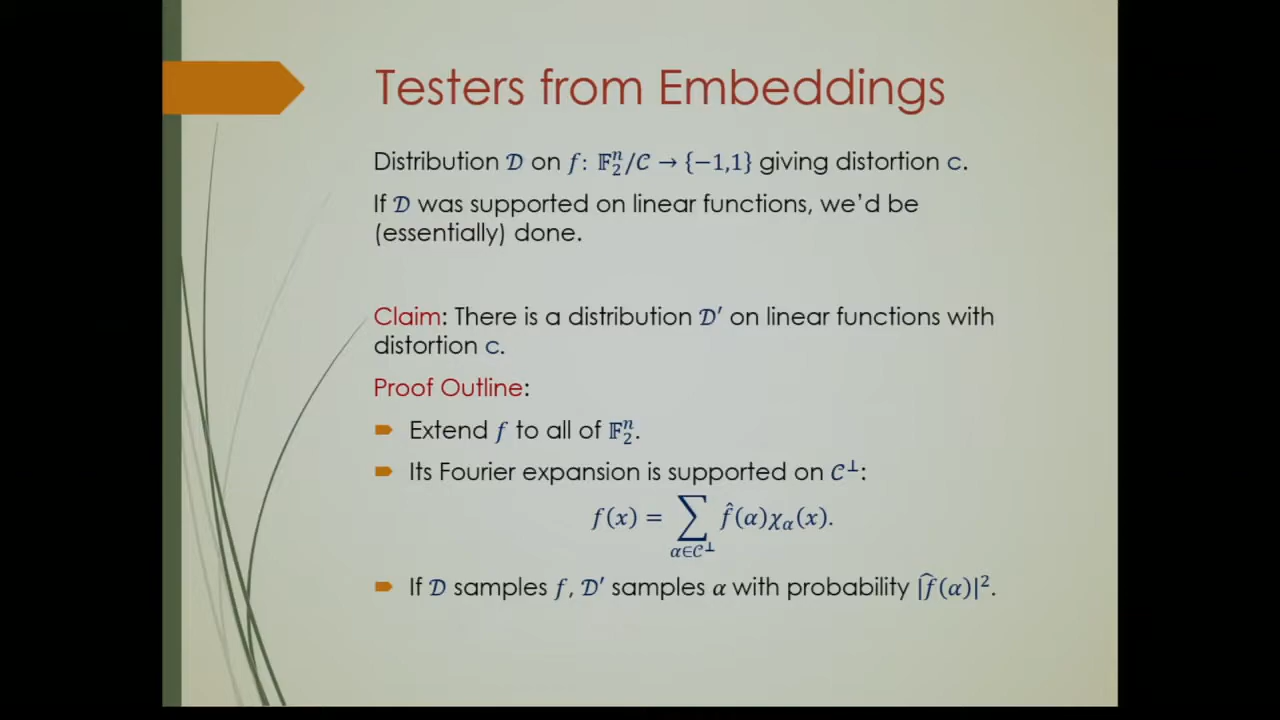 Testers from Embeddings
Distribution 𝒟 on f: 𝔽₂ⁿ/𝒞 → {−1,1} giving distortion c.
If 𝒟 was supported on linear functions, we'd be
(essentially) done.
Claim: There is a distribution 𝒟′ on linear functions with
distortion c.
Proof Outline:
Extend f to all of 𝔽₂ⁿ.
Its Fourier expansion is supported on 𝒞⊥:
f(x) = ∑_{α∈𝒞⊥} f̂(α)χ_α(x).
If 𝒟 samples f, 𝒟′ samples α with probability |f̂(α)|².